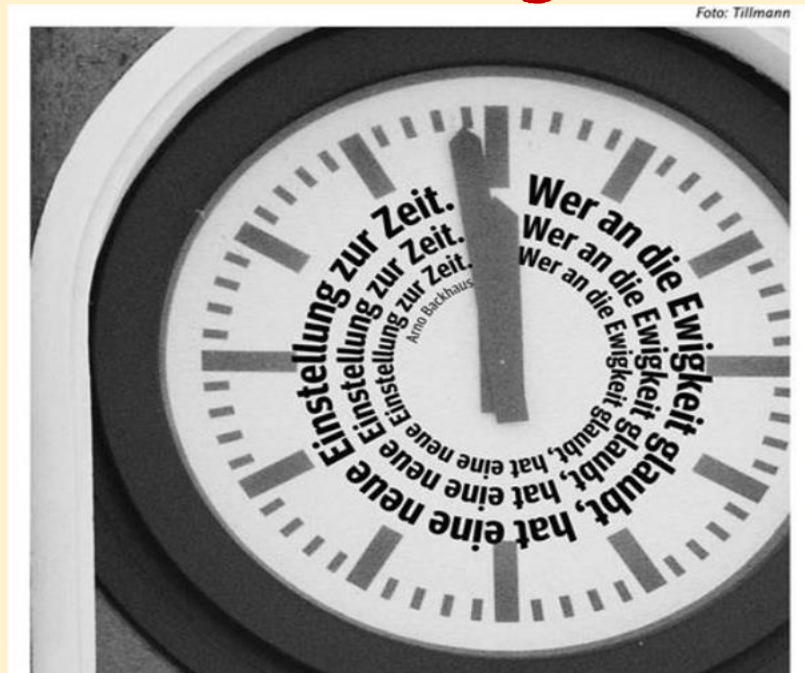 Foto: Tillmann
Wer an die Ewigkeit glaubt, hat eine neue Einstellung zur Zeit.
Wer an die Ewigkeit glaubt, hat eine neue Einstellung zur Zeit.
Wer an die Ewigkeit glaubt, hat eine neue Einstellung zur Zeit.
Arno Backhaus